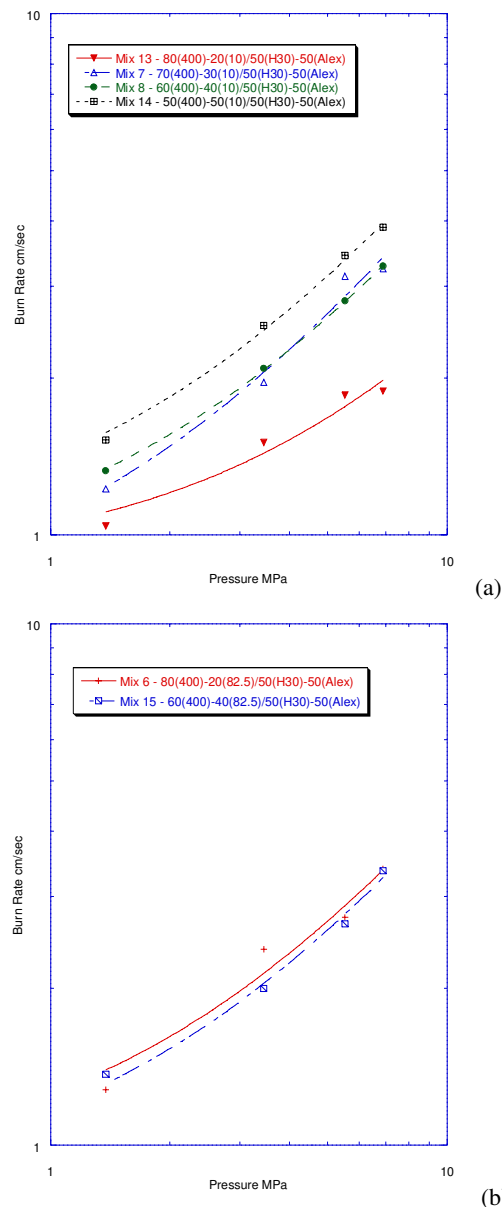 10
Mix 13 - 80(400)-20(10)/50(H30)-50(Alex)
Mix 7 - 70(400)-30(10)/50(H30)-50(Alex)
Mix 8 - 60(400)-40(10)/50(H30)-50(Alex)
Mix 14 - 50(400)-50(10)/50(H30)-50(Alex)
Burn Rate cm/sec
1
1
10
Pressure MPa
(a)
10
Mix 6 - 80(400)-20(82.5)/50(H30)-50(Alex)
Mix 15 - 60(400)-40(82.5)/50(H30)-50(Alex)
Burn Rate cm/sec
1
1
10
Pressure MPa
(b